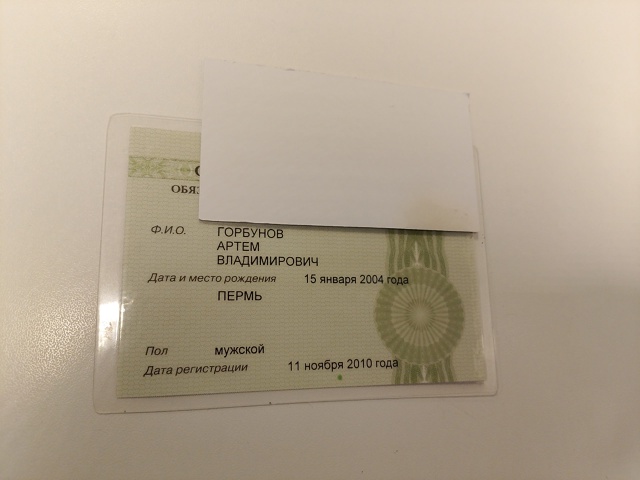 Ф.И.О. ГОРБУНОВ
АРТЕМ
ВЛАДИМИРОВИЧ
Дата и место рождения 15 января 2004 года
ПЕРМЬ
Пол мужской
Дата регистрации 11 ноября 2010 года